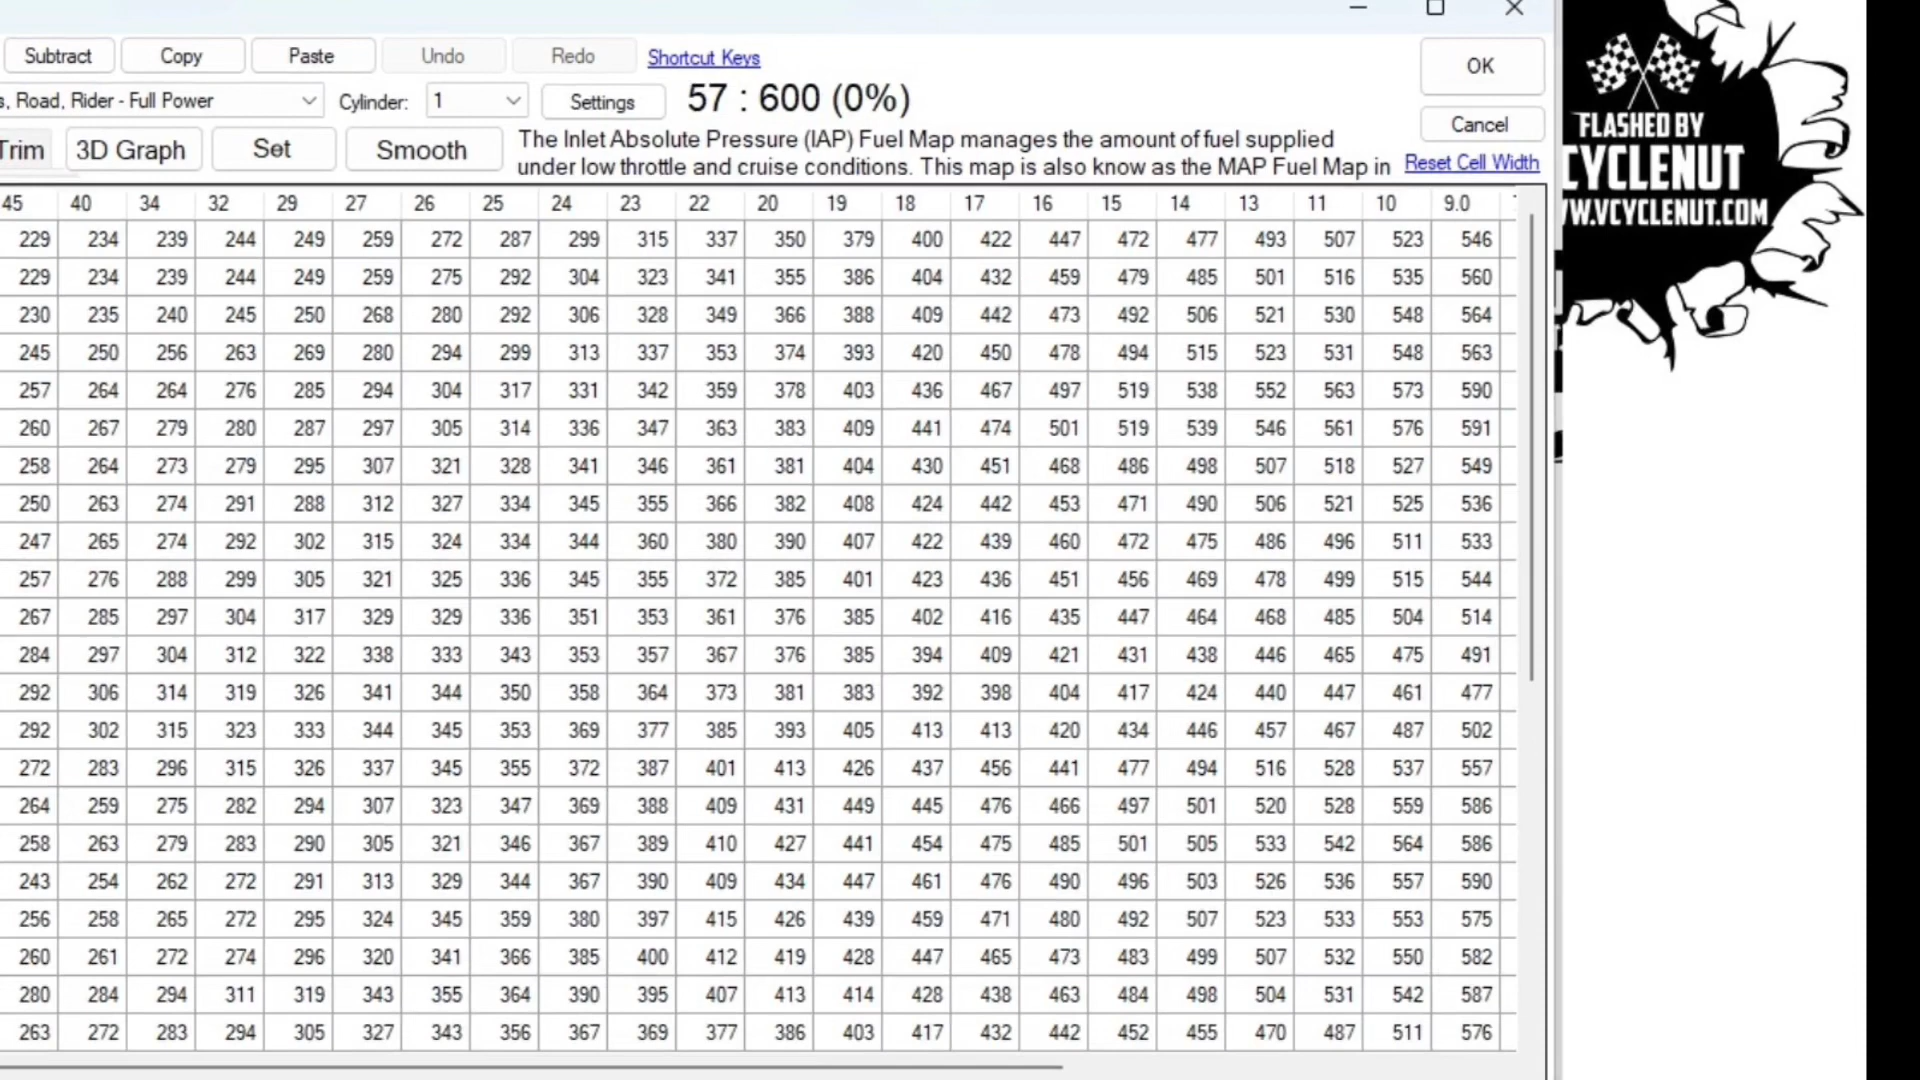 Subtract Copy Paste Undo Redo Shortcut Keys OK
s, Road, Rider - Full Power Cylinder: 1 Settings 57 : 600 (0%)
Cancel
Trim 3D Graph Set Smooth The Inlet Absolute Pressure (IAP) Fuel Map manages the amount of fuel supplied
under low throttle and cruise conditions. This map is also know as the MAP Fuel Map in Reset Cell Width
45 40 34 32 29 27 26 25 24 23 22 20 19 18 17 16 15 14 13 11 10 9.0
229 234 239 244 249 259 272 287 299 315 337 350 379 400 422 447 472 477 493 507 523 546
229 234 239 244 249 259 275 292 304 323 341 355 386 404 432 459 479 485 501 516 535 560
230 235 240 245 250 268 280 292 306 328 349 366 388 409 442 473 492 506 521 530 548 564
245 250 256 263 269 280 294 299 313 337 353 374 393 420 450 478 494 515 523 531 548 563
257 264 264 276 285 294 304 317 331 342 359 378 403 436 467 497 519 538 552 563 573 590
260 267 279 280 287 297 305 314 336 347 363 383 409 441 474 501 519 539 546 561 576 591
258 264 273 279 295 307 321 328 341 346 361 381 404 430 451 468 486 498 507 518 527 549
250 263 274 291 288 312 327 334 345 355 366 382 408 424 442 453 471 490 506 521 525 536
247 265 274 292 302 315 324 334 344 360 380 390 407 422 439 460 472 475 486 496 511 533
257 276 288 299 305 321 325 336 345 355 372 385 401 423 436 451 456 469 478 499 515 544
267 285 297 304 317 329 329 336 351 353 361 376 385 402 416 435 447 464 468 485 504 514
284 297 304 312 322 338 333 343 353 357 367 376 385 394 409 421 431 438 446 465 475 491
292 306 314 319 326 341 344 350 358 364 373 381 383 392 398 404 417 424 440 447 461 477
292 302 315 323 333 344 345 353 369 377 385 393 405 413 413 420 434 446 457 467 487 502
272 283 296 315 326 337 345 355 372 387 401 413 426 437 456 441 477 494 516 528 537 557
264 259 275 282 294 307 323 347 369 388 409 431 449 445 476 466 497 501 520 528 559 586
258 263 279 283 290 305 321 346 367 389 410 427 441 454 475 485 501 505 533 542 564 586
243 254 262 272 291 313 329 344 367 390 409 434 447 461 476 490 496 503 526 536 557 590
256 258 265 272 295 324 345 359 380 397 415 426 439 459 471 480 492 507 523 533 553 575
260 261 272 274 296 320 341 366 385 400 412 419 428 447 465 473 483 499 507 532 550 582
280 284 294 311 319 343 355 364 390 395 407 413 414 428 438 463 484 498 504 531 542 587
263 272 283 294 305 327 343 356 367 369 377 386 403 417 432 442 452 455 470 487 511 576
FLASHED BY
CYCLENUT
W.VCYCLENUT.COM